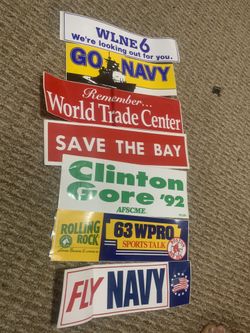 WLNE 6
We're looking out for you.
GO NAVY
Remember...
World Trade Center
SAVE THE BAY
Clinton
Gore '92
AFSCME
ROLLING
ROCK
63 WPRO
SPORTS TALK
FLY NAVY